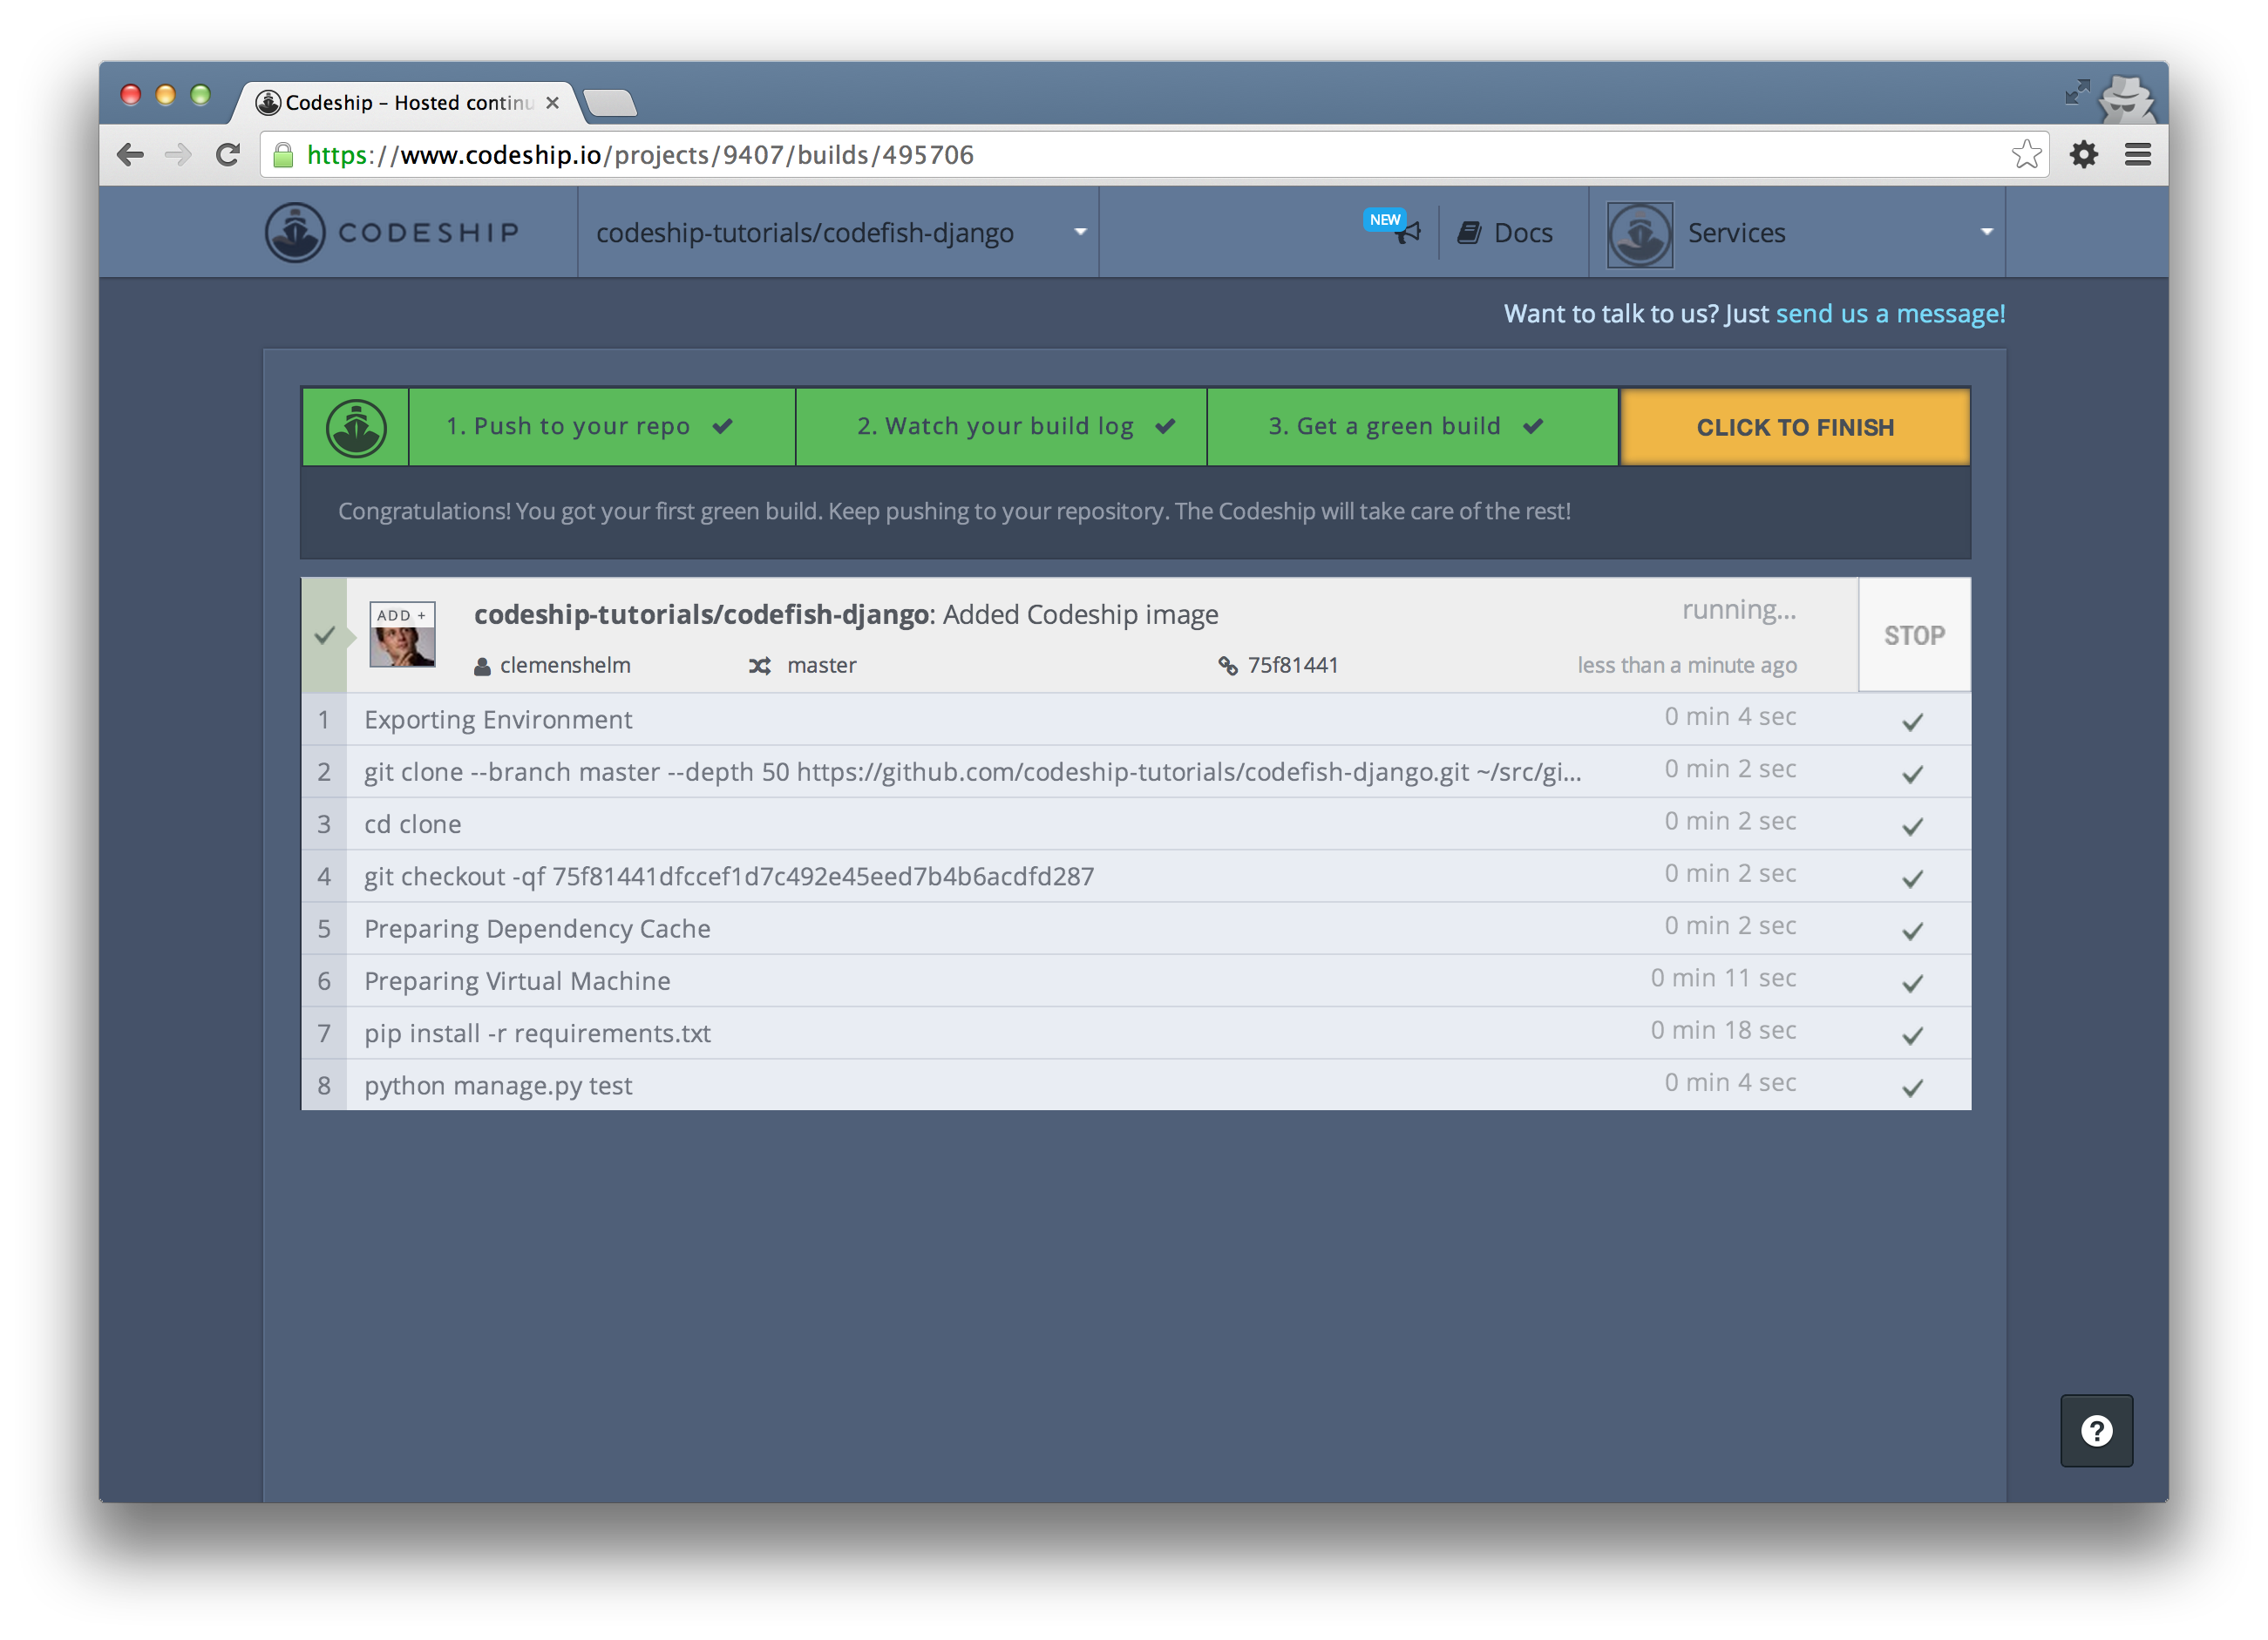 Codeship – Hosted continu
https://www.codeship.io/projects/9407/builds/495706
CODESHIP
codeship-tutorials/codefish-django
NEW
Docs
Services
Want to talk to us? Just send us a message!
1. Push to your repo
2. Watch your build log
3. Get a green build
CLICK TO FINISH
Congratulations! You got your first green build. Keep pushing to your repository. The Codeship will take care of the rest!
ADD +
codeship-tutorials/codefish-django: Added Codeship image
running...
STOP
clemenshelm
master
75f81441
less than a minute ago
1 Exporting Environment 0 min 4 sec
2 git clone --branch master --depth 50 https://github.com/codeship-tutorials/codefish-django.git ~/src/gi... 0 min 2 sec
3 cd clone 0 min 2 sec
4 git checkout -qf 75f81441dfccef1d7c492e45eed7b4b6acdfd287 0 min 2 sec
5 Preparing Dependency Cache 0 min 2 sec
6 Preparing Virtual Machine 0 min 11 sec
7 pip install -r requirements.txt 0 min 18 sec
8 python manage.py test 0 min 4 sec
?